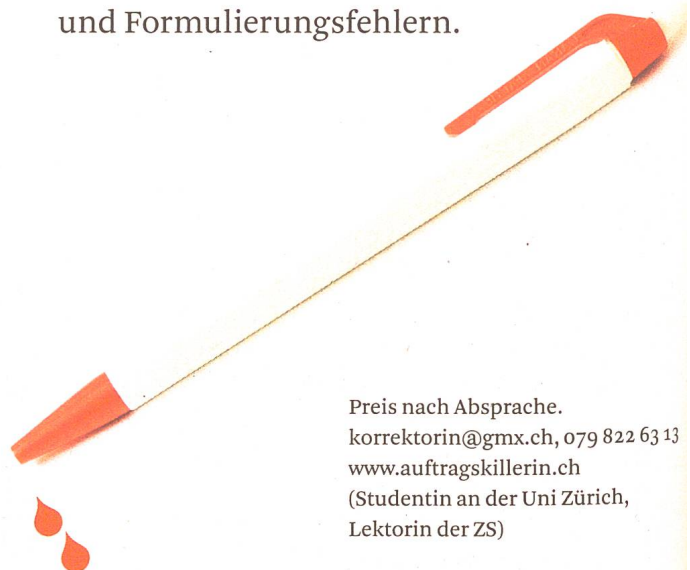 und Formulierungsfehlern.
Preis nach Absprache.
korrektorin@gmx.ch, 079 822 63 13
www.auftragskillerin.ch
(Studentin an der Uni Zürich,
Lektorin der ZS)